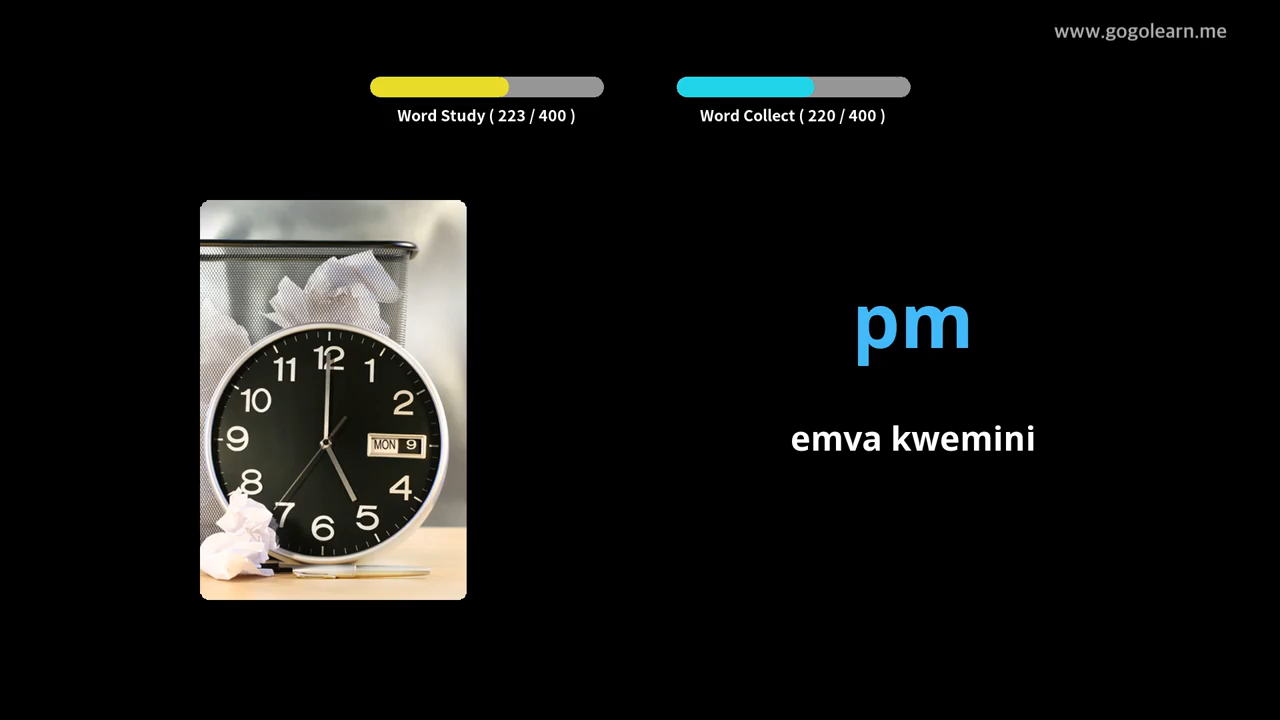 www.gogolearn.me
Word Study ( 223 / 400 )
Word Collect ( 220 / 400 )
pm
emva kwemini
12
11
1
10
2
9
MON 9
8
4
7
5
6